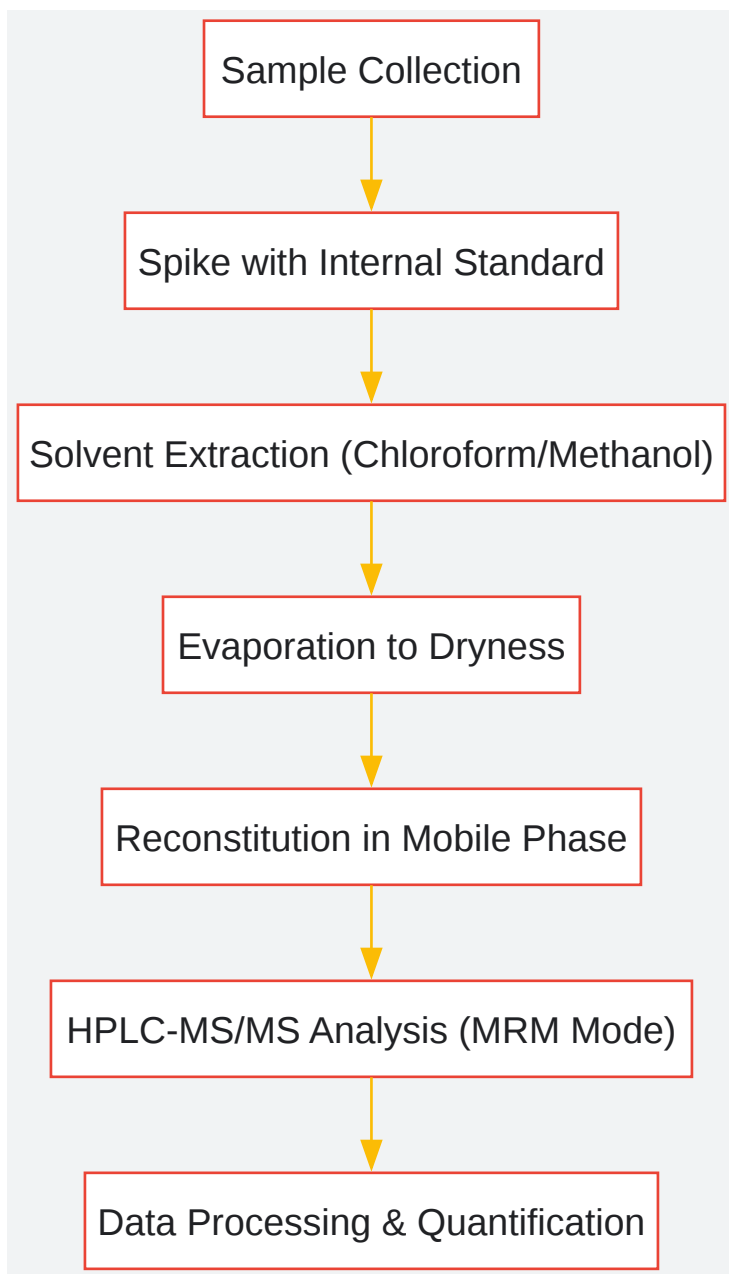 Sample Collection
Spike with Internal Standard
Solvent Extraction (Chloroform/Methanol)
Evaporation to Dryness
Reconstitution in Mobile Phase
HPLC-MS/MS Analysis (MRM Mode)
Data Processing & Quantification